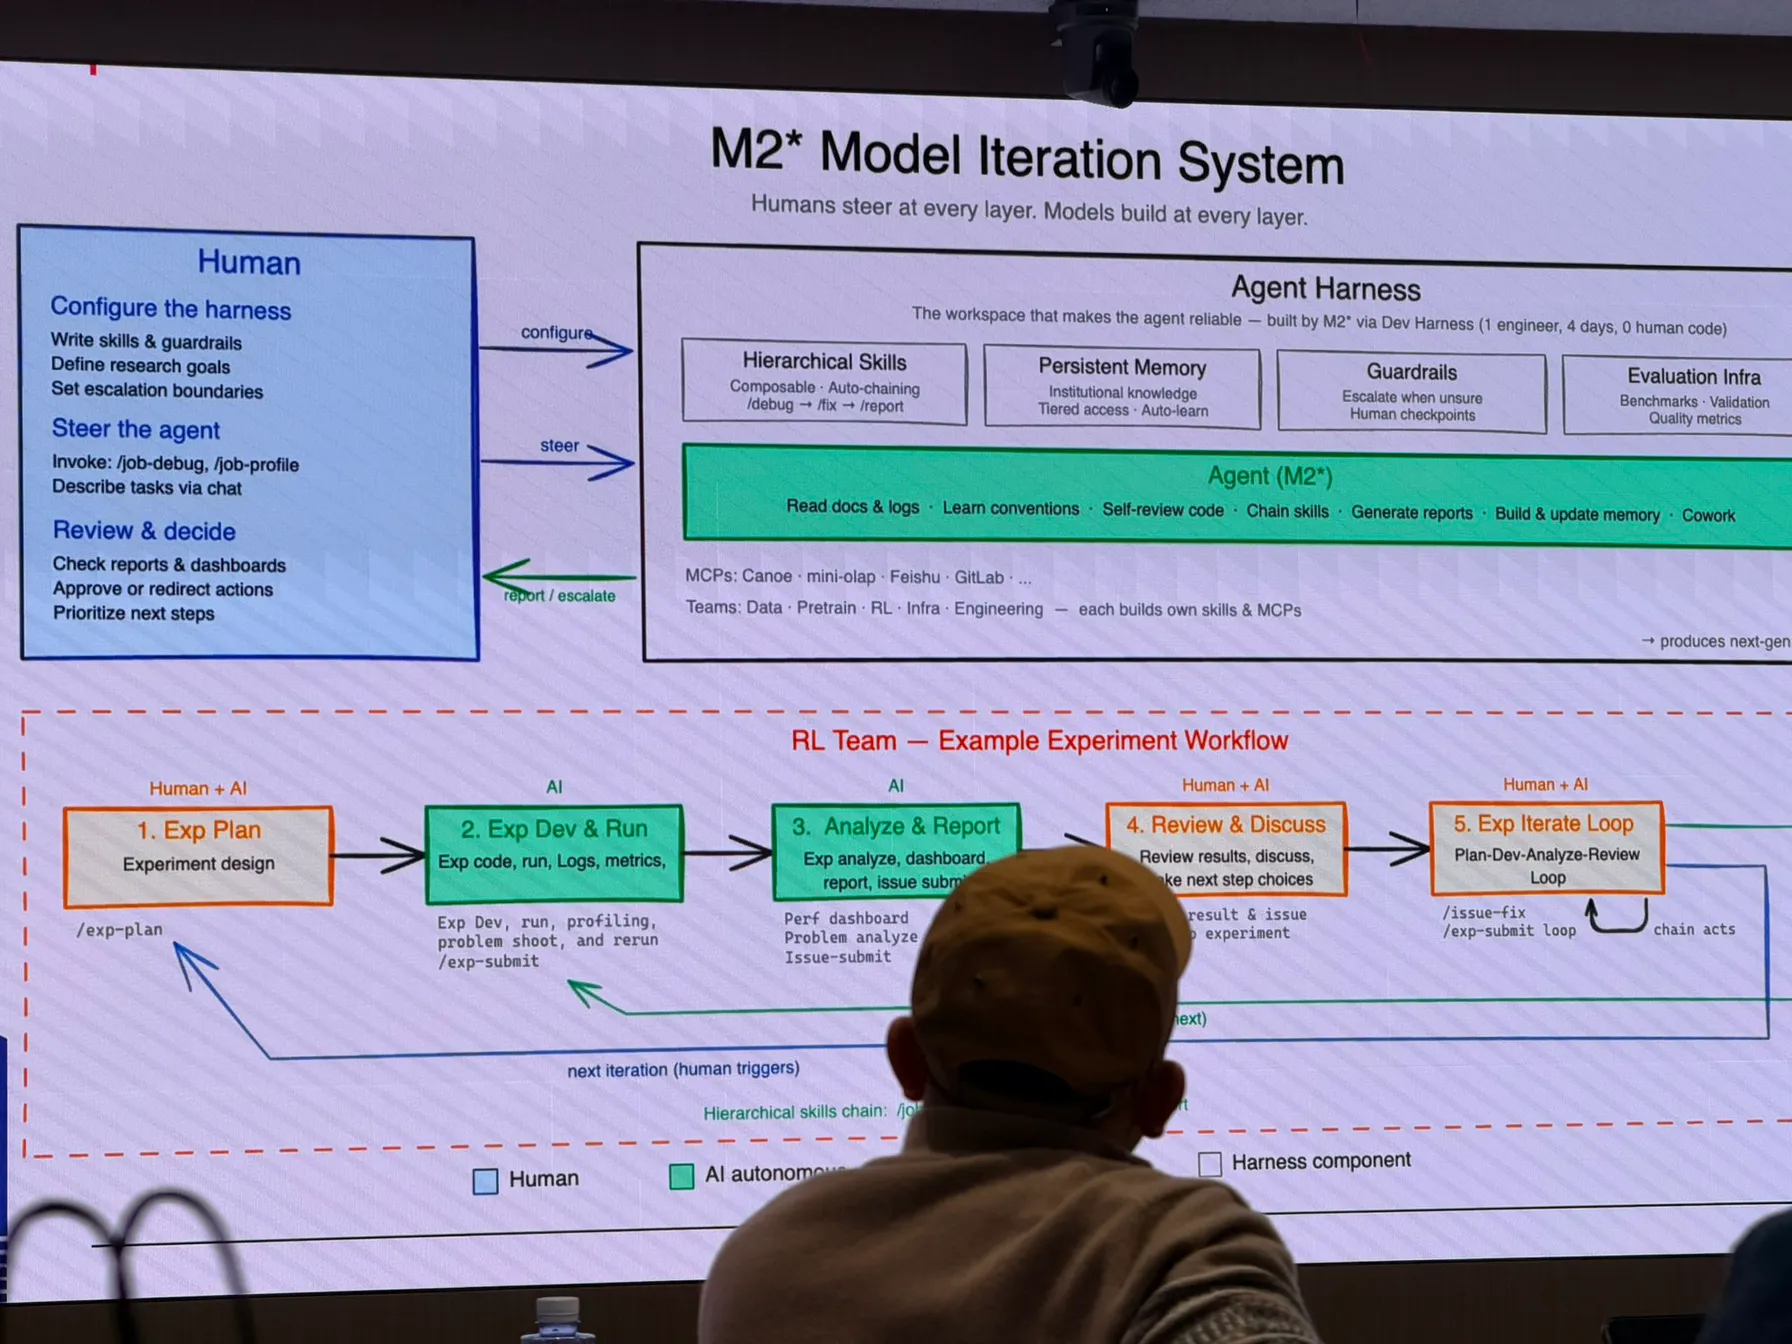 M2* Model Iteration System
Humans steer at every layer. Models build at every layer.
Human
Configure the harness
Write skills & guardrails
Define research goals
Set escalation boundaries
Steer the agent
Invoke: /job-debug, /job-profile
Describe tasks via chat
Review & decide
Check reports & dashboards
Approve or redirect actions
Prioritize next steps
configure
steer
report / escalate
Agent Harness
The workspace that makes the agent reliable — built by M2* via Dev Harness (1 engineer, 4 days, 0 human code)
Hierarchical Skills
Composable · Auto-chaining
/debug → /fix → /report
Persistent Memory
Institutional knowledge
Tiered access · Auto-learn
Guardrails
Escalate when unsure
Human checkpoints
Evaluation Infra
Benchmarks · Validation
Quality metrics
Agent (M2*)
Read docs & logs · Learn conventions · Self-review code · Chain skills · Generate reports · Build & update memory · Cowork
MCPs: Canoe · mini-olap · Feishu · GitLab · ...
Teams: Data · Pretrain · RL · Infra · Engineering — each builds own skills & MCPs
→ produces next-gen
RL Team — Example Experiment Workflow
Human + AI
1. Exp Plan
Experiment design
/exp-plan
AI
2. Exp Dev & Run
Exp code, run, Logs, metrics,
Exp Dev, run, profiling,
problem shoot, and rerun
/exp-submit
AI
3. Analyze & Report
Exp analyze, dashboard,
report, issue
Perf dashboard
Problem analyze
Issue-submit
Human + AI
4. Review & Discuss
Review results, discuss,
next step choices
result & issue
experiment
Human + AI
5. Exp Iterate Loop
Plan-Dev-Analyze-Review
Loop
/issue-fix
/exp-submit loop
chain acts
next iteration (human triggers)
Hierarchical skills chain:
Human
AI
Harness component